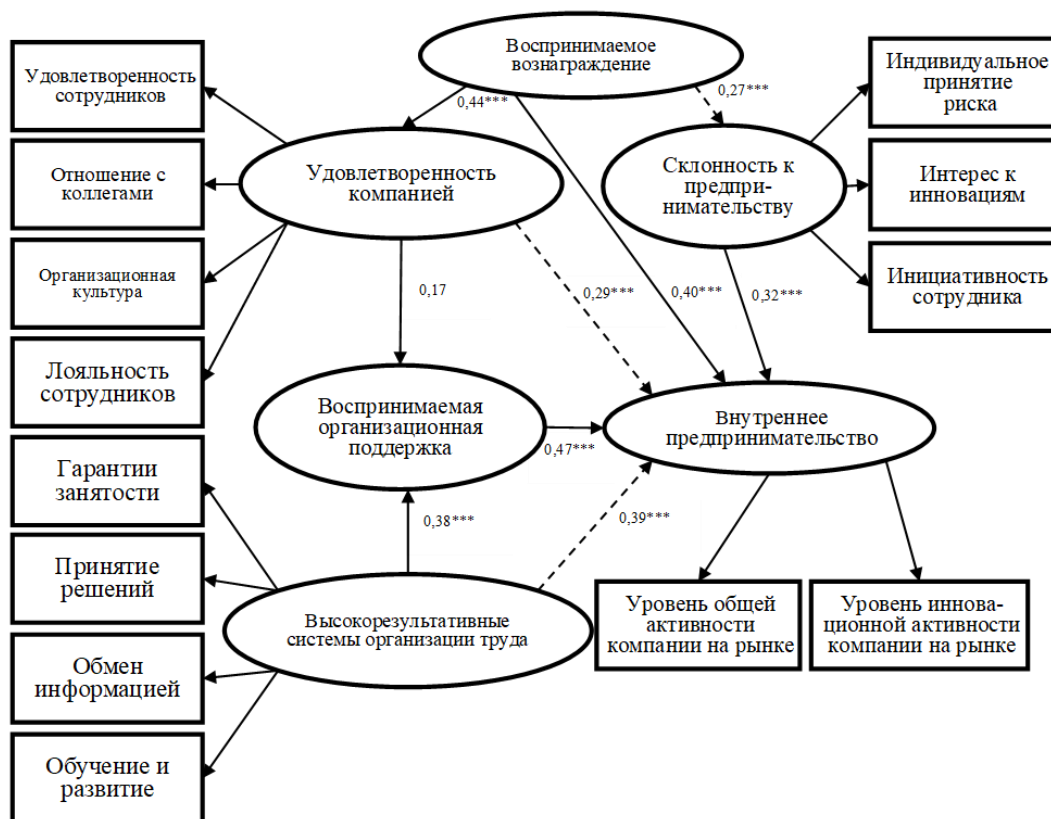 Воспринимаемое
вознаграждение
Удовлетворенность
сотрудников
Индивидуальное
принятие
риска
0,44***
0,27***
Отношение с
коллегами
Удовлетворенность
компанией
Склонность к
предпри-
нимательству
Интерес к
инновациям
Организационная
культура
0,17
0,29***
0,40***
0,32***
Инициативность
сотрудника
Лояльность
сотрудников
Воспринимаемая
организационная
поддержка
0,47***
Внутреннее
предпринимательство
Гарантии
занятости
0,38***
0,39***
Принятие
решений
Высокорезультативные
системы организации труда
Уровень общей
активности
компании на рынке
Уровень иннова-
ционной активности
компании на рынке
Обмен
информацией
Обучение и
развитие